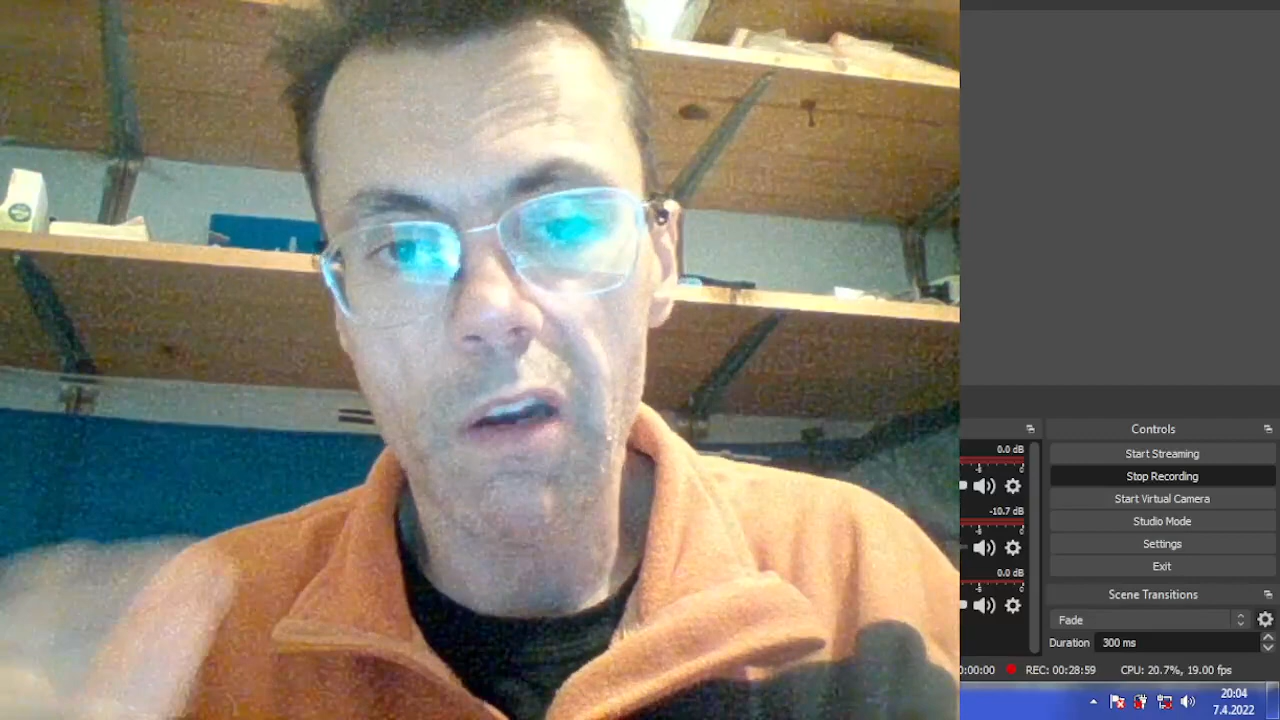 Controls
0.0 dB
Start Streaming
Stop Recording
Start Virtual Camera
-10.7 dB
Studio Mode
Settings
Exit
0.0 dB
Scene Transitions
Fade
Duration 300 ms
0:00:00 REC: 00:28:59 CPU: 20.7%, 19.00 fps
20:04
7.4.2022